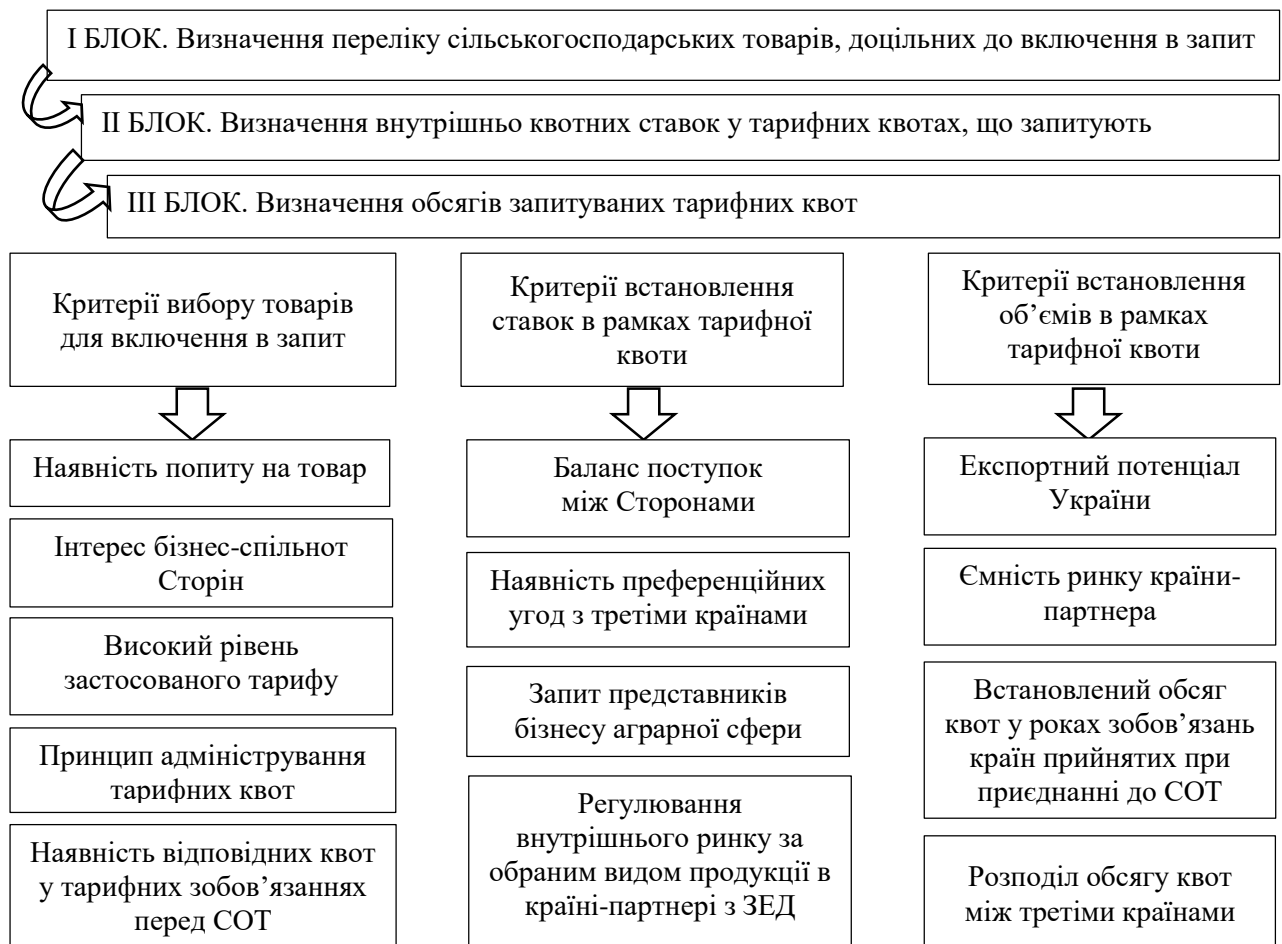 І БЛОК. Визначення переліку сільськогосподарських товарів, доцільних до включення в запит
ІІ БЛОК. Визначення внутрішньо квотних ставок у тарифних квотах, що запитують
ІІІ БЛОК. Визначення обсягів запитуваних тарифних квот
Критерії вибору товарів
для включення в запит
Наявність попиту на товар
Інтерес бізнес-спільнот
Сторін
Високий рівень
застосованого тарифу
Принцип адміністрування
тарифних квот
Наявність відповідних квот
у тарифних зобов’язаннях
перед СОТ
Критерії встановлення
ставок в рамках тарифної
квоти
Баланс поступок
між Сторонами
Наявність преференційних
угод з третіми країнами
Запит представників
бізнесу аграрної сфери
Регулювання
внутрішнього ринку за
обраним видом продукції в
країні-партнері з ЗЕД
Критерії встановлення
об’ємів в рамках
тарифної квоти
Експортний потенціал
України
Ємність ринку країни-
партнера
Встановлений обсяг
квот у роках зобов’язань
країн прийнятих при
приєднанні до СОТ
Розподіл обсягу квот
між третіми країнами